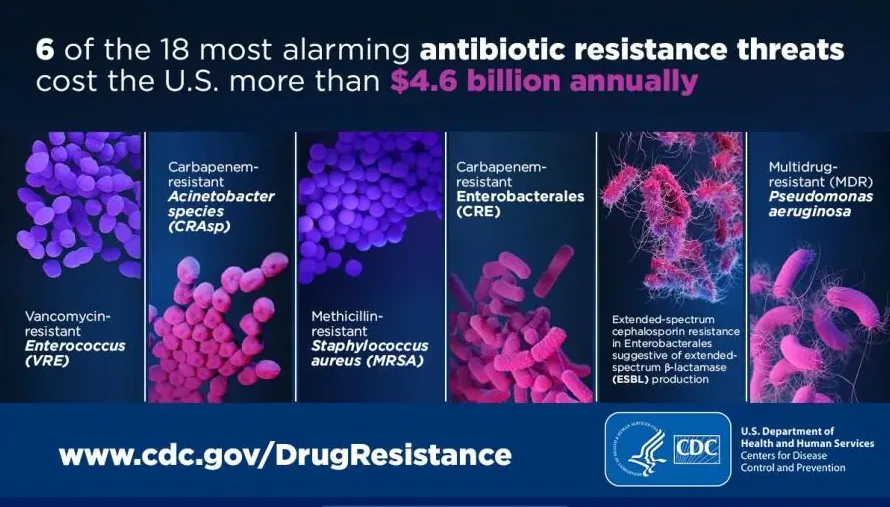 6 of the 18 most alarming antibiotic resistance threats
cost the U.S. more than $4.6 billion annually
Vancomycin-
resistant
Enterococcus
(VRE)
Carbapenem-
resistant
Acinetobacter
species
(CRAsp)
Methicillin-
resistant
Staphylococcus
aureus (MRSA)
Carbapenem-
resistant
Enterobacterales
(CRE)
Extended-spectrum
cephalosporin resistance
in Enterobacterales
suggestive of extended-
spectrum β-lactamase
(ESBL) production
Multidrug-
resistant (MDR)
Pseudomonas
aeruginosa
www.cdc.gov/DrugResistance
CDC
U.S. Department of
Health and Human Services
Centers for Disease
Control and Prevention